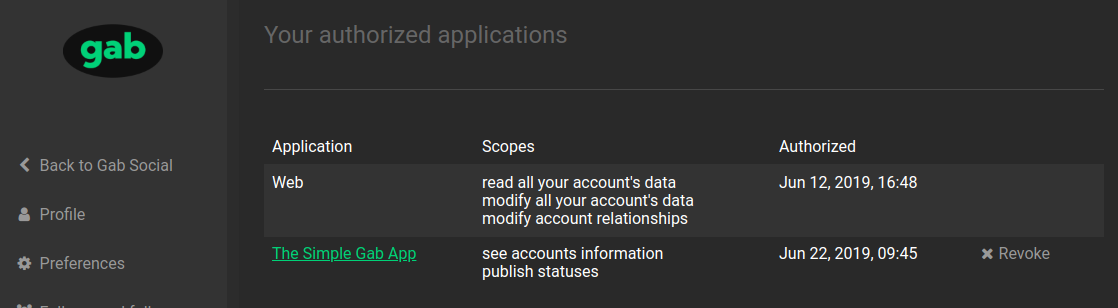 gab
Your authorized applications
Back to Gab Social
Profile
Preferences
Application Scopes Authorized
Web read all your account's data Jun 12, 2019, 16:48
modify all your account's data
modify account relationships
The Simple Gab App see accounts information Jun 22, 2019, 09:45 Revoke
publish statuses